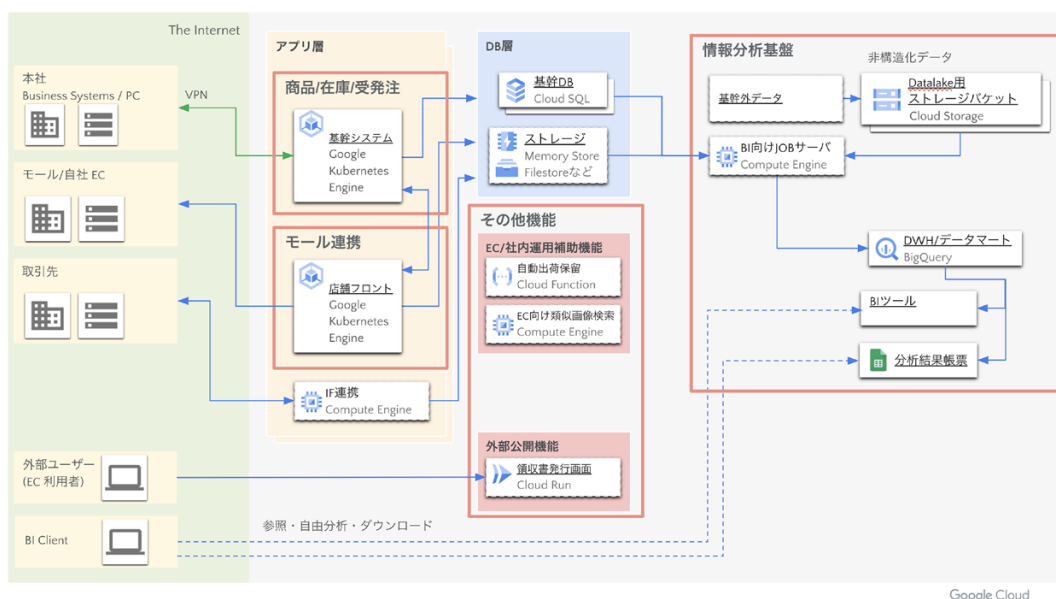 The Internet
本社
Business Systems / PC
VPN
モール/自社 EC
取引先
外部ユーザー
(EC 利用者)
BI Client
アプリ層
商品/在庫/受発注
基幹システム
Google
Kubernetes
Engine
モール連携
店舗フロント
Google
Kubernetes
Engine
IF連携
Compute Engine
DB層
基幹DB
Cloud SQL
ストレージ
Memory Store
Filestoreなど
その他機能
EC/社内運用補助機能
自動出荷保留
Cloud Function
EC向け類似画像検索
Compute Engine
外部公開機能
領収書発行画面
Cloud Run
参照・自由分析・ダウンロード
情報分析基盤
非構造化データ
基幹外データ
Datalake用
ストレージバケット
Cloud Storage
BI向けJOBサーバ
Compute Engine
DWH/データマート
BigQuery
BIツール
分析結果帳票
Google Cloud